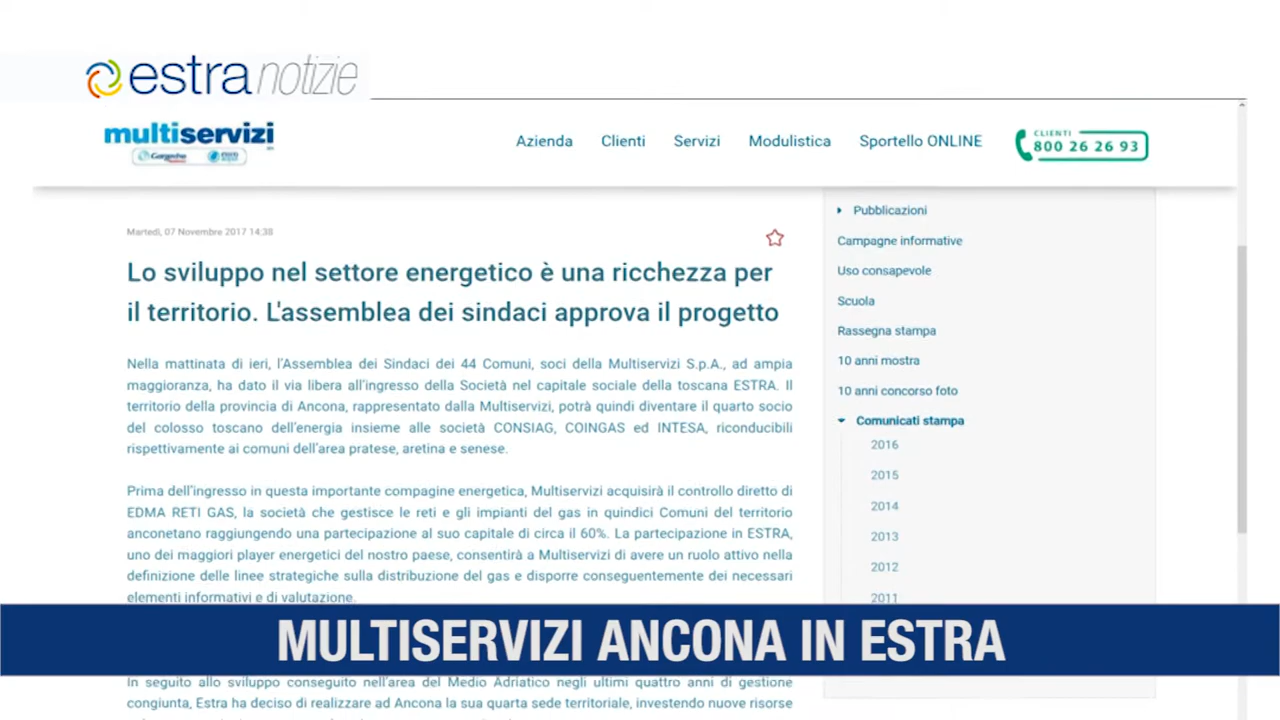 estra notizie
multiservizi
Azienda Clienti Servizi Modulistica Sportello ONLINE
CLIENTI
800 26 26 93
Martedì, 07 Novembre 2017 14:38
Lo sviluppo nel settore energetico è una ricchezza per
il territorio. L'assemblea dei sindaci approva il progetto
Nella mattinata di ieri, l'Assemblea dei Sindaci dei 44 Comuni, soci della Multiservizi S.p.A., ad ampia
maggioranza, ha dato il via libera all'ingresso della Società nel capitale sociale della toscana ESTRA. Il
territorio della provincia di Ancona, rappresentato dalla Multiservizi, potrà quindi diventare il quarto socio
del colosso toscano dell'energia insieme alle società CONSIAG, COINGAS ed INTESA, riconducibili
rispettivamente ai comuni dell'area pratese, aretina e senese.
Prima dell'ingresso in questa importante compagine energetica, Multiservizi acquisirà il controllo diretto di
EDMA RETI GAS, la società che gestisce le reti e gli impianti del gas in quindici Comuni del territorio
anconetano raggiungendo una partecipazione al suo capitale di circa il 60%. La partecipazione in ESTRA,
uno dei maggiori player energetici del nostro paese, consentirà a Multiservizi di avere un ruolo attivo nella
definizione delle linee strategiche sulla distribuzione del gas e disporre conseguentemente dei necessari
elementi informativi e di valutazione.
Pubblicazioni
Campagne informative
Uso consapevole
Scuola
Rassegna stampa
10 anni mostra
10 anni concorso foto
Comunicati stampa
2016
2015
2014
2013
2012
2011
MULTISERVIZI ANCONA IN ESTRA
In seguito allo sviluppo conseguito nell'area del Medio Adriatico negli ultimi quattro anni di gestione
congiunta, Estra ha deciso di realizzare ad Ancona la sua quarta sede territoriale, investendo nuove risorse